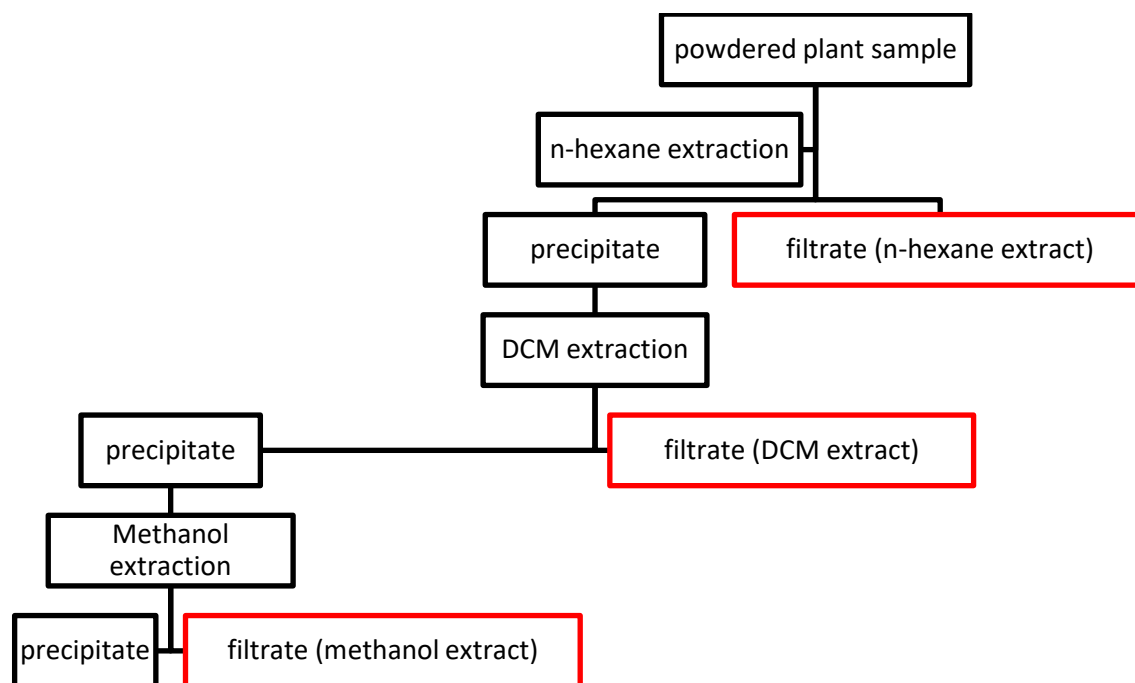 powdered plant sample
n-hexane extraction
precipitate
filtrate (n-hexane extract)
DCM extraction
precipitate
filtrate (DCM extract)
Methanol
extraction
precipitate
filtrate (methanol extract)